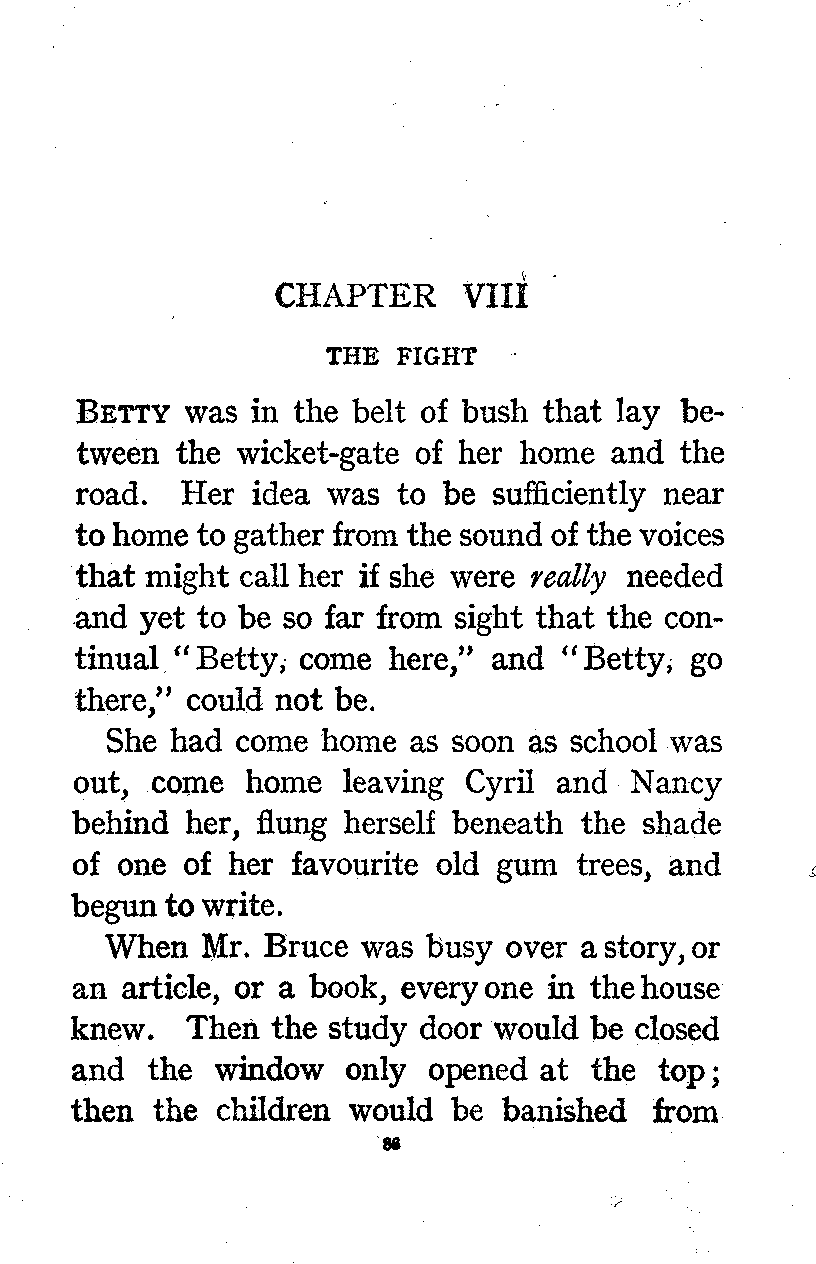 CHAPTER VIII
THE FIGHT
BETTY was in the belt of bush that lay be-
tween the wicket-gate of her home and the
road. Her idea was to be sufficiently near
to home to gather from the sound of the voices
that might call her if she were really needed
and yet to be so far from sight that the con-
tinual "Betty, come here," and "Betty, go
there," could not be.
She had come home as soon as school was
out, come home leaving Cyril and Nancy
behind her, flung herself beneath the shade
of one of her favourite old gum trees, and
begun to write.
When Mr. Bruce was busy over a story, or
an article, or a book, every one in the house
knew. Then the study door would be closed
and the window only opened at the top;
then the children would be banished from
86